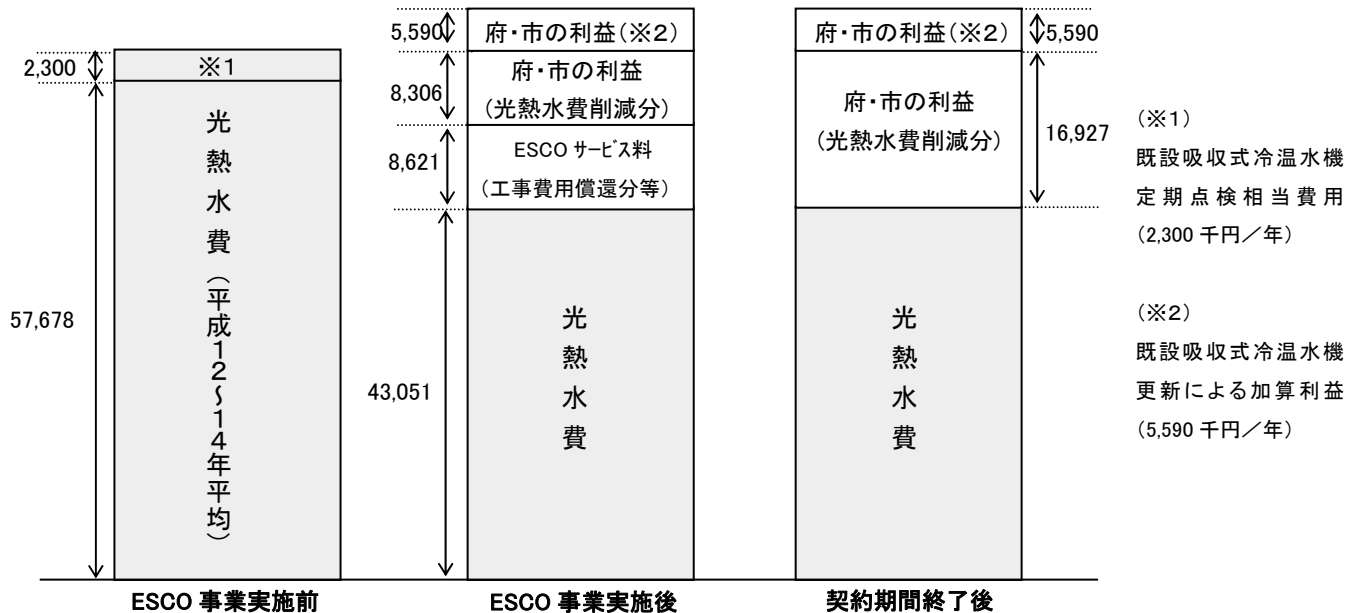 2,300
※1
57,678
光熱水費（平成12～14年平均）
ESCO 事業実施前
5,590
府・市の利益(※2)
8,306
府・市の利益
(光熱水費削減分)
8,621
ESCO サービス料
(工事費用償還分等)
43,051
光熱水費
ESCO 事業実施後
府・市の利益(※2)
5,590
府・市の利益
(光熱水費削減分)
16,927
光熱水費
契約期間終了後
(※1)
既設吸収式冷温水機
定期点検相当費用
(2,300 千円／年)
(※2)
既設吸収式冷温水機
更新による加算利益
(5,590 千円／年)